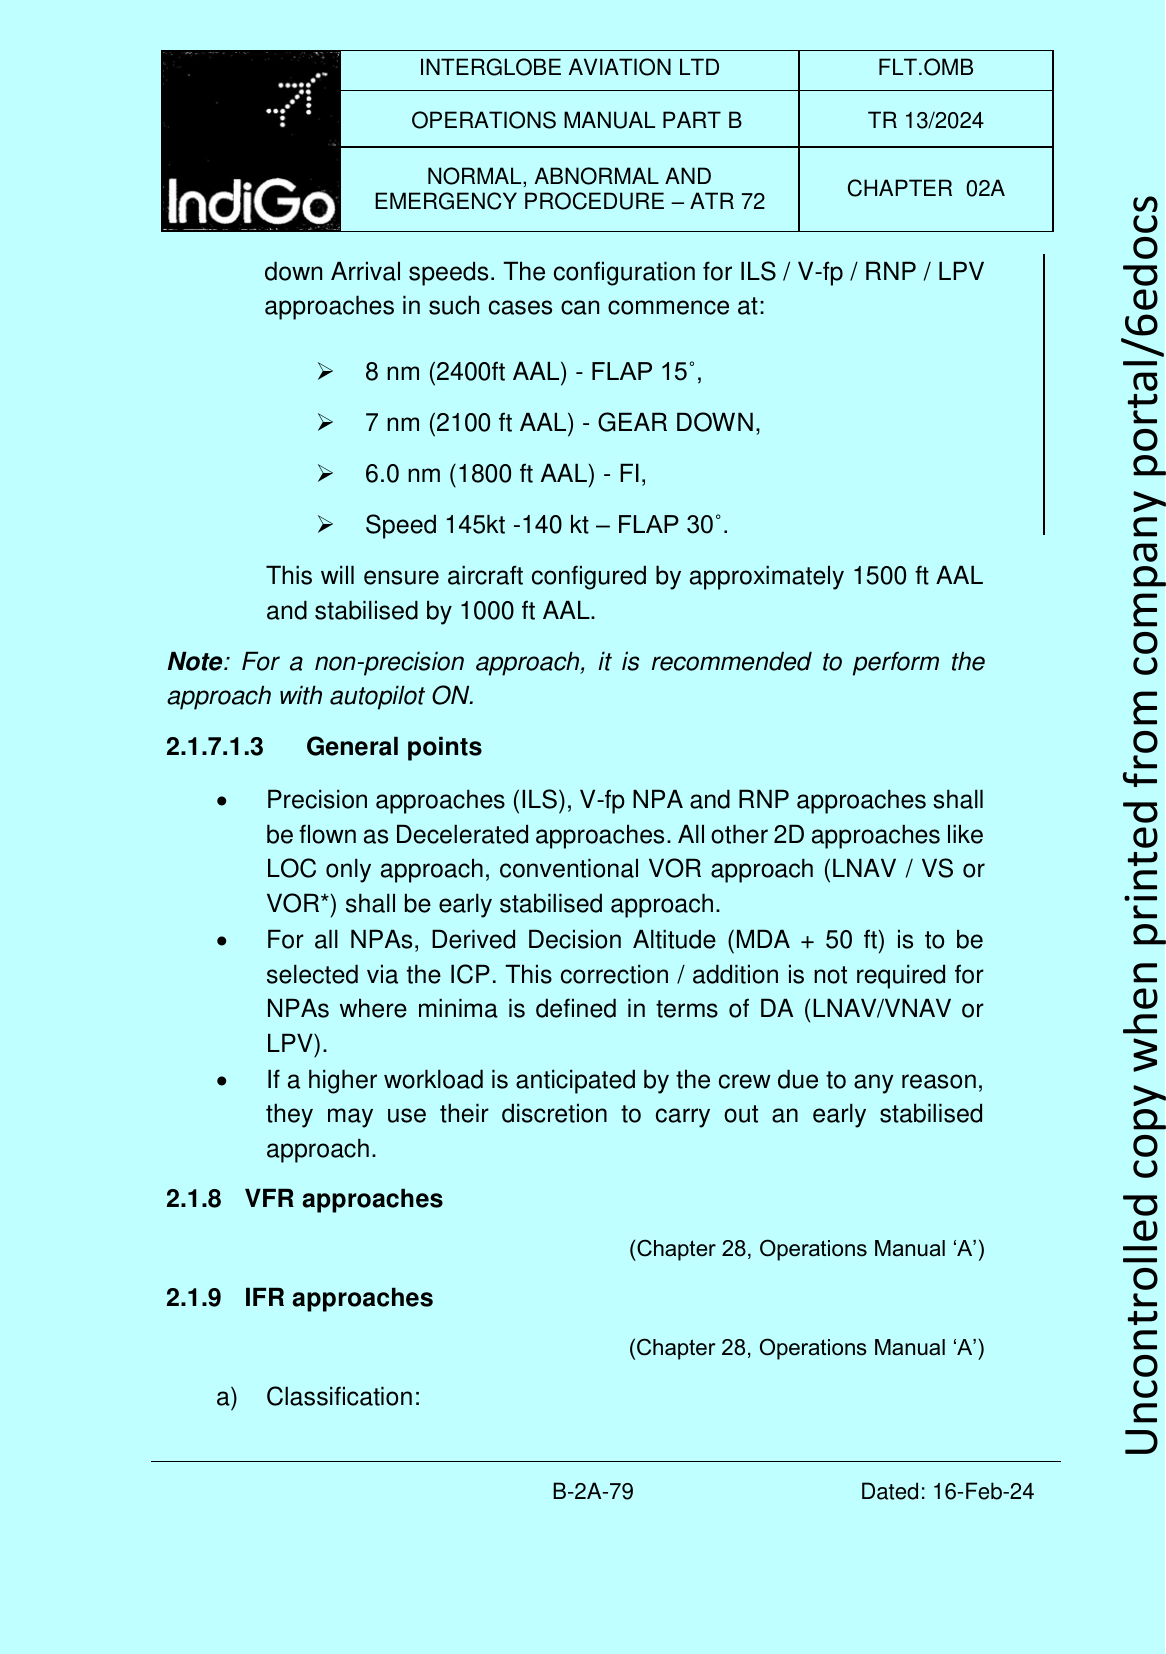 INTERGLOBE AVIATION LTD
FLT.OMB
OPERATIONS MANUAL PART B
TR 13/2024
IndiGo
NORMAL, ABNORMAL AND
EMERGENCY PROCEDURE – ATR 72
CHAPTER 02A
down Arrival speeds. The configuration for ILS / V-fp / RNP / LPV
approaches in such cases can commence at:
➢ 8 nm (2400ft AAL) - FLAP 15˚,
➢ 7 nm (2100 ft AAL) - GEAR DOWN,
➢ 6.0 nm (1800 ft AAL) - FI,
➢ Speed 145kt -140 kt – FLAP 30˚.
This will ensure aircraft configured by approximately 1500 ft AAL
and stabilised by 1000 ft AAL.
Note: For a non-precision approach, it is recommended to perform the
approach with autopilot ON.
2.1.7.1.3 General points
• Precision approaches (ILS), V-fp NPA and RNP approaches shall
be flown as Decelerated approaches. All other 2D approaches like
LOC only approach, conventional VOR approach (LNAV / VS or
VOR*) shall be early stabilised approach.
• For all NPAs, Derived Decision Altitude (MDA + 50 ft) is to be
selected via the ICP. This correction / addition is not required for
NPAs where minima is defined in terms of DA (LNAV/VNAV or
LPV).
• If a higher workload is anticipated by the crew due to any reason,
they may use their discretion to carry out an early stabilised
approach.
2.1.8 VFR approaches
(Chapter 28, Operations Manual ‘A’)
2.1.9 IFR approaches
(Chapter 28, Operations Manual ‘A’)
a) Classification:
B-2A-79
Dated: 16-Feb-24
Uncontrolled copy when printed from company portal/6edocs